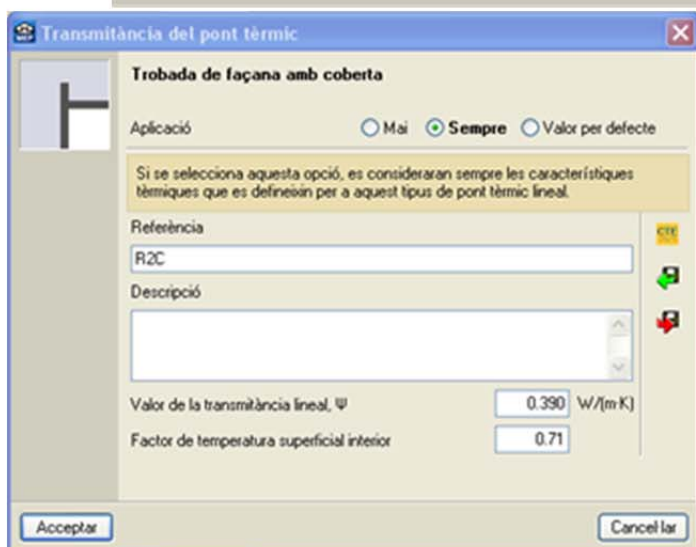 Transmitància del pont tèrmic
Trobada de façana amb coberta
Aplicació Mai Sempre Valor per defecte
Si se selecciona aquesta opció, es consideraran sempre les característiques
tèrmiques que es defineixin per a aquest tipus de pont tèrmic lineal.
Referència
CTE
R2C
Descripció
Valor de la transmitància lineal, Ψ 0.390 W/(m·K)
Factor de temperatura superficial interior 0.71
Acceptar Cancel·lar